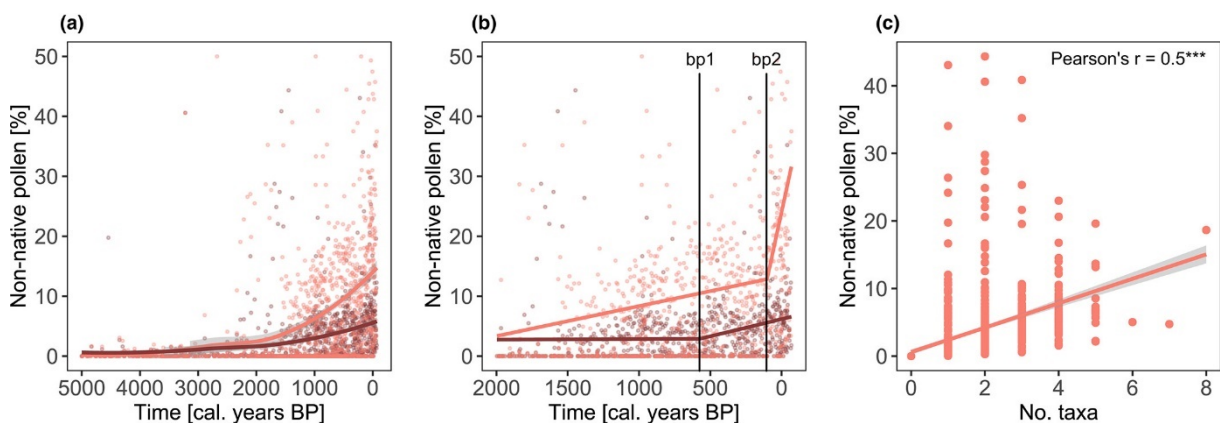 (a)
Non-native pollen [%]
50
40
30
20
10
0
5000 4000 3000 2000 1000 0
Time [cal. years BP]
(b)
Non-native pollen [%]
50
40
30
20
10
0
bp1 bp2
2000 1500 1000 500 0
Time [cal. years BP]
(c)
Non-native pollen [%]
Pearson's r = 0.5***
40
30
20
10
0
0 2 4 6 8
No. taxa